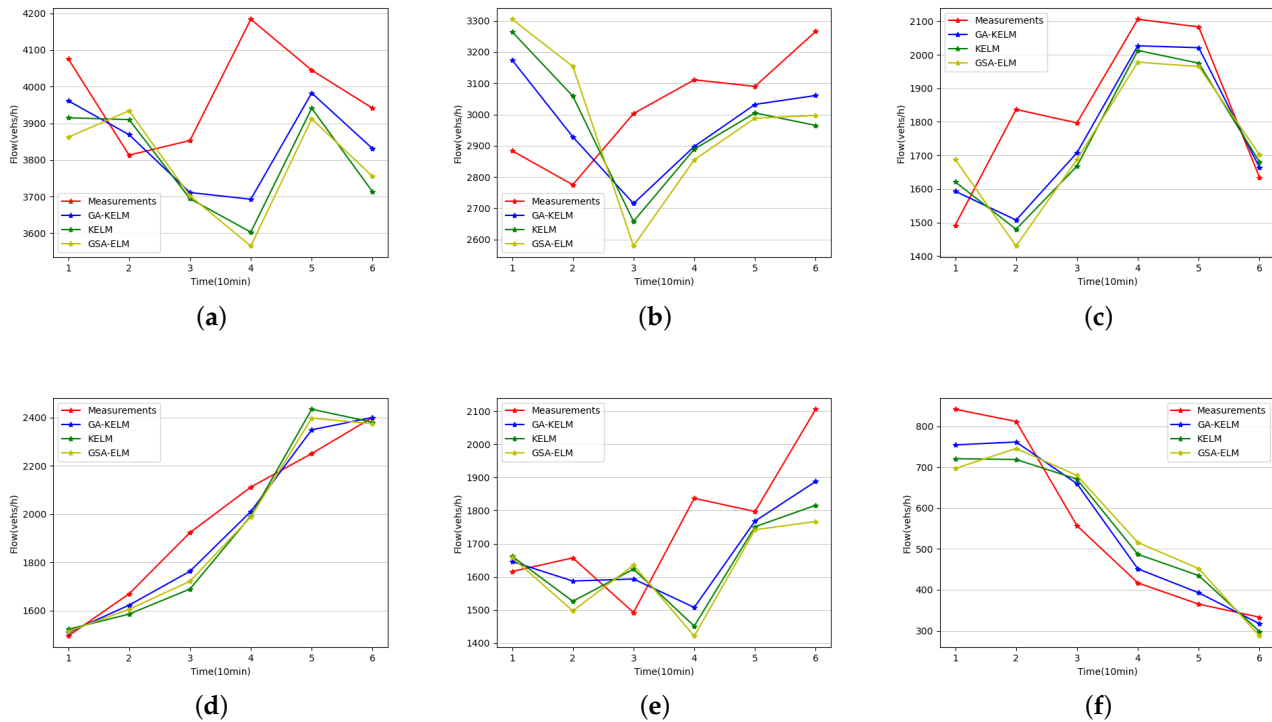 4200
4100
4000
3900
3800
3700
3600
Flow(vehs/h)
Measurements
GA-KELM
KELM
GSA-ELM
1 2 3 4 5 6
Time(10min)
(a)
3300
3200
3100
3000
2900
2800
2700
2600
Flow(vehs/h)
Measurements
GA-KELM
KELM
GSA-ELM
1 2 3 4 5 6
Time(10min)
(b)
2100
2000
1900
1800
1700
1600
1500
1400
Flow(vehs/h)
Measurements
GA-KELM
KELM
GSA-ELM
1 2 3 4 5 6
Time(10min)
(c)
2400
2200
2000
1800
1600
Flow(vehs/h)
Measurements
GA-KELM
KELM
GSA-ELM
1 2 3 4 5 6
Time(10min)
(d)
2100
2000
1900
1800
1700
1600
1500
1400
Flow(vehs/h)
Measurements
GA-KELM
KELM
GSA-ELM
1 2 3 4 5 6
Time(10min)
(e)
800
700
600
500
400
300
Flow(vehs/h)
Measurements
GA-KELM
KELM
GSA-ELM
1 2 3 4 5 6
Time(10min)
(f)